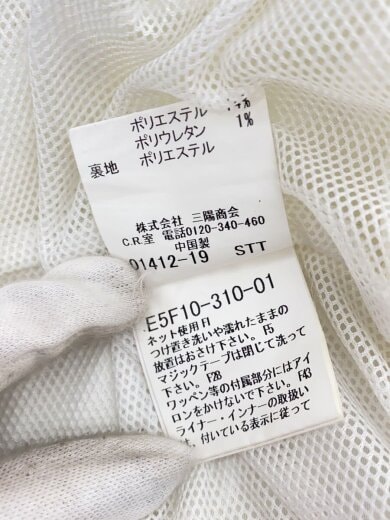 ポリエステル
ポリウレタン 1%
裏地 ポリエステル
株式会社 三陽商会
C.R.室 電話0120-340-460
中国製
01412-19 STT
E5F10-310-01
ネット使用 H
つけ置き洗いや濡れたままの
放置はおさけ下さい。F5
マジックテープは閉じて洗って
下さい。F28
ワッペン等の付属部分にはアイ
ロンをかけないで下さい。F43
ライナー・インナーの取扱い
は、付いている表示に従って